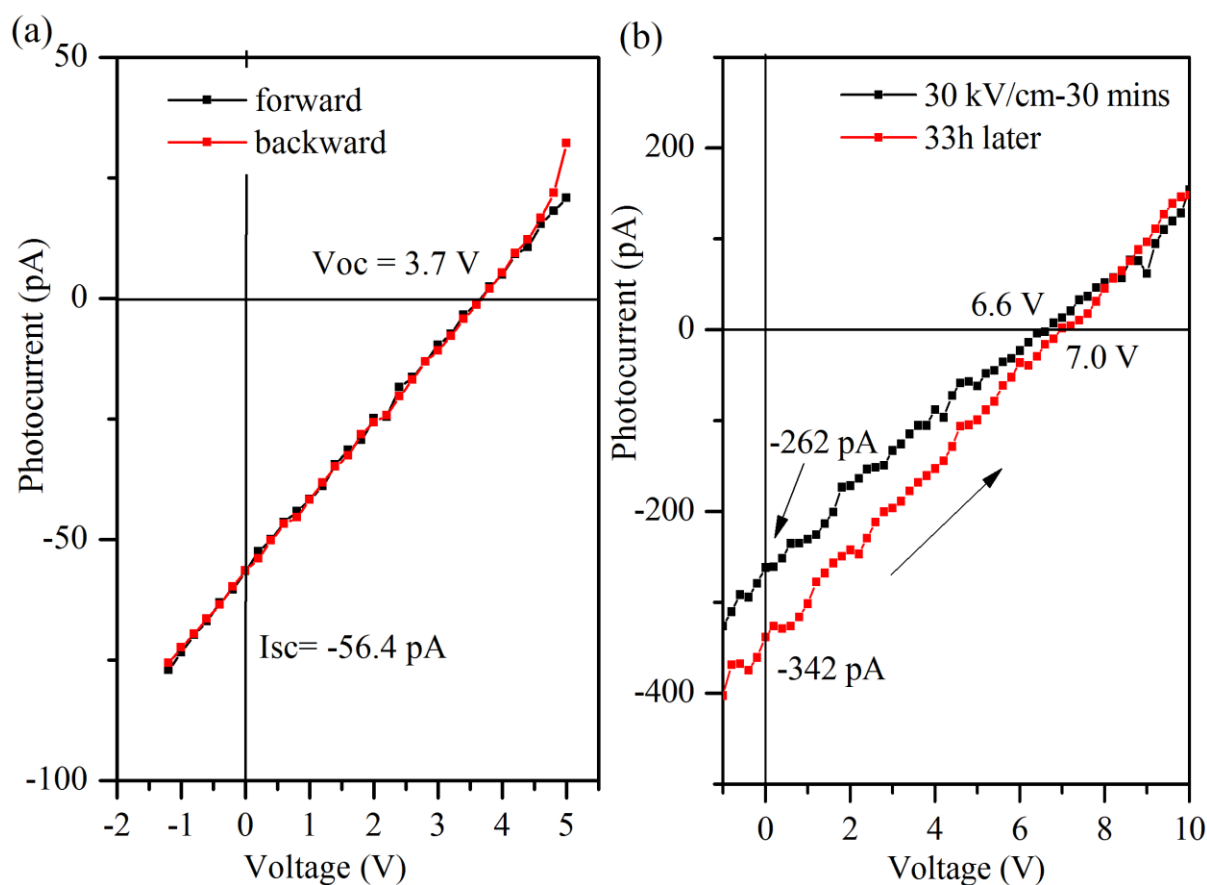 (a)
50
0
-50
-100
Photocurrent (pA)
forward
backward
Voc = 3.7 V
Isc= -56.4 pA
-2 -1 0 1 2 3 4 5
Voltage (V)
(b)
200
0
-200
-400
Photocurrent (pA)
30 kV/cm-30 mins
33h later
6.6 V
7.0 V
-262 pA
-342 pA
0 2 4 6 8 10
Voltage (V)